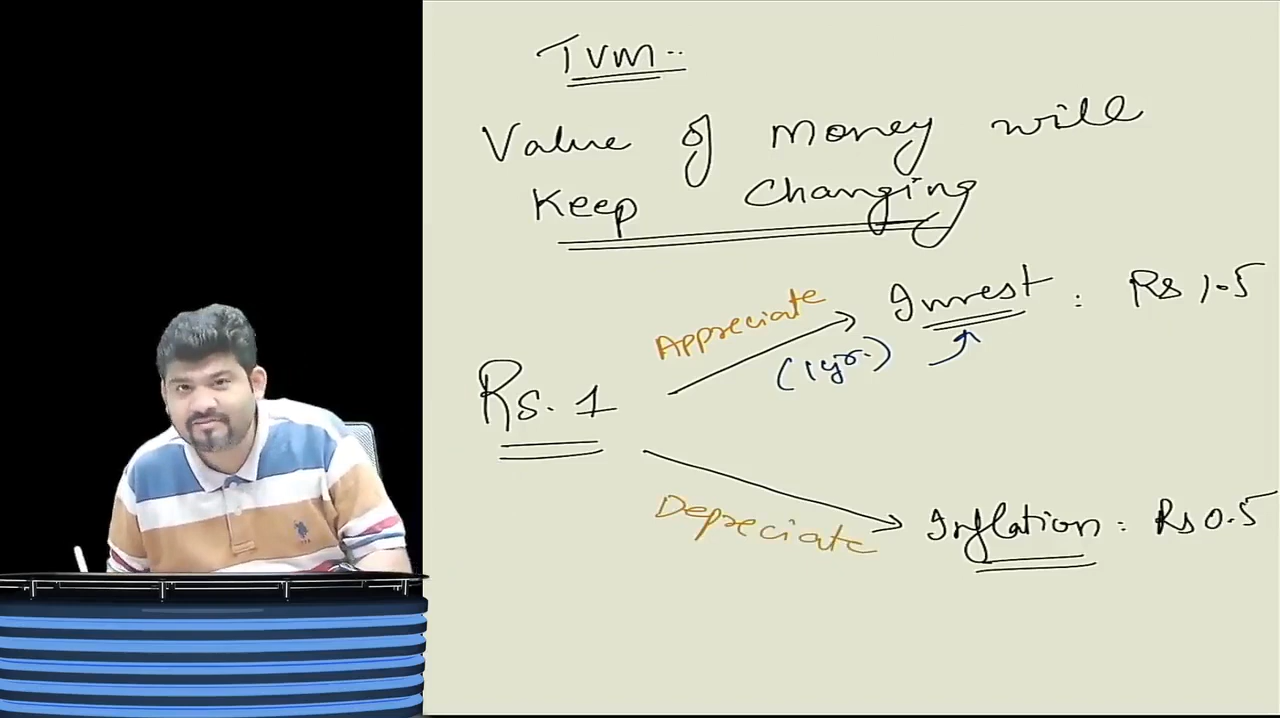 TVM..
Value of Money will
Keep Changing
Appreciate
Invest : Rs 1.5
(1yr.)
Rs. 1
Depreciate
Inflation : Rs 0.5